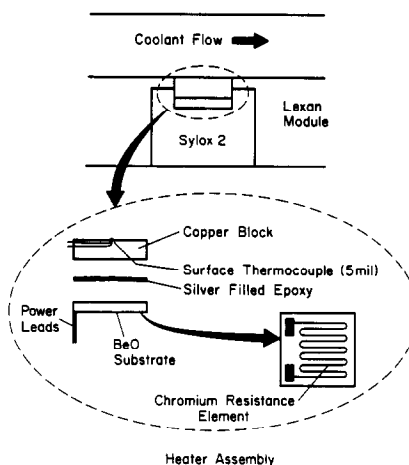 Coolant Flow
Lexan
Module
Sylox 2
Copper Block
Surface Thermocouple (5mil)
Silver Filled Epoxy
Power
Leads
BeO
Substrate
Chromium Resistance
Element
Heater Assembly